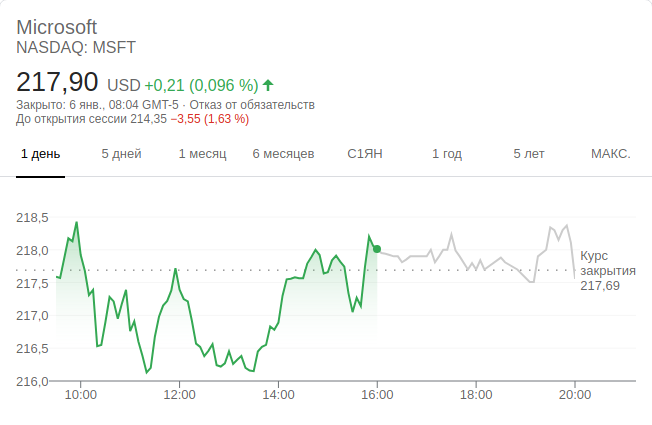 Microsoft
NASDAQ: MSFT
217,90 USD +0,21 (0,096 %)
Закрыто: 6 янв., 08:04 GMT-5 · Отказ от обязательств
До открытия сессии 214,35 −3,55 (1,63 %)
1 день 5 дней 1 месяц 6 месяцев С1ЯН 1 год 5 лет МАКС.
218,5
218,0
Курс
закрытия
217,69
217,5
217,0
216,5
216,0
10:00 12:00 14:00 16:00 18:00 20:00